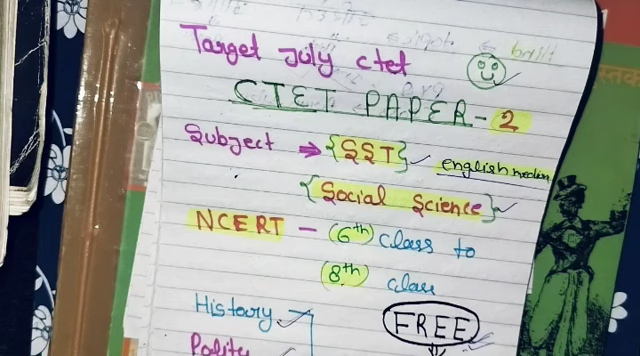 Target July ctet
CTET PAPER-2
Subject → {SST} english medium
{Social Science}
NCERT - (6th) class to
(8th) class
History
FREE
Polity